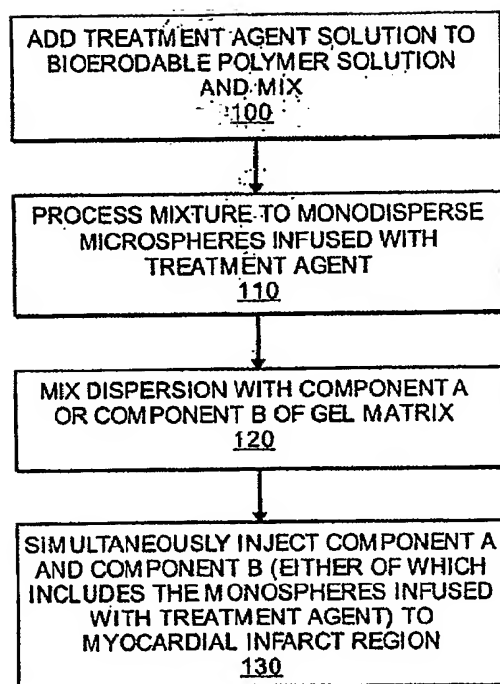 ADD TREATMENT AGENT SOLUTION TO
BIOERODABLE POLYMER SOLUTION
AND MIX
100
PROCESS MIXTURE TO MONODISPERSE
MICROSPHERES INFUSED WITH
TREATMENT AGENT
110
MIX DISPERSION WITH COMPONENT A
OR COMPONENT B OF GEL MATRIX
120
SIMULTANEOUSLY INJECT COMPONENT A
AND COMPONENT B (EITHER OF WHICH
INCLUDES THE MONOSPHERES INFUSED
WITH TREATMENT AGENT) TO
MYOCARDIAL INFARCT REGION
130